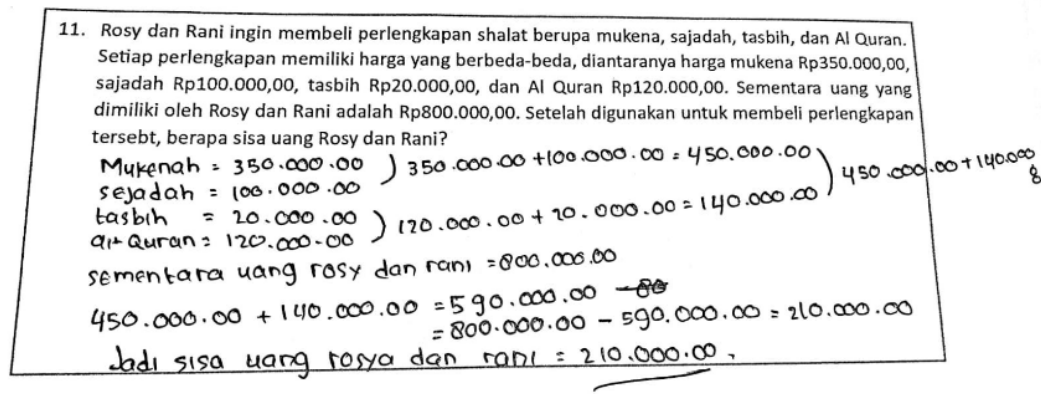 11. Rosy dan Rani ingin membeli perlengkapan shalat berupa mukena, sajadah, tasbih, dan Al Quran.
Setiap perlengkapan memiliki harga yang berbeda-beda, diantaranya harga mukena Rp350.000,00,
sajadah Rp100.000,00, tasbih Rp20.000,00, dan Al Quran Rp120.000,00. Sementara uang yang
dimiliki oleh Rosy dan Rani adalah Rp800.000,00. Setelah digunakan untuk membeli perlengkapan
tersebt, berapa sisa uang Rosy dan Rani?
Mukenah = 350.000.00 ) 350.000.00 + 100.000.00 = 450.000.00 ) 450.000.00 + 140.000
sejadah = 100.000.00
tasbih = 20.000.00 ) 120.000.00 + 20.000.00 = 140.000.00
al-Quran = 120.000.00
sementara uang rosy dan rani = 800.000.00
450.000.00 + 140.000.00 = 590.000.00
= 800.000.00 - 590.000.00 = 210.000.00
Jadi sisa uang rosya dan rani = 210.000.00.